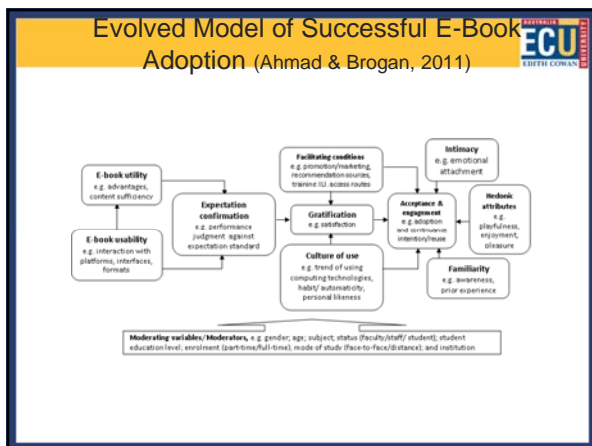 Evolved Model of Successful E-Book
Adoption (Ahmad & Brogan, 2011)
AUSTRALIA
ECU
EDITH COWAN
UNIVERSITY
E-book utility
e.g. advantages,
content sufficiency
E-book usability
e.g. interaction with
platforms, interfaces,
formats
Expectation
confirmation
e.g. performance
judgment against
expectation standard
Facilitating conditions
e.g. promotion/marketing,
recommendation sources,
access routes
Gratification
e.g. satisfaction
Culture of use
e.g. trend of using
computing technologies,
habit/ automaticity,
personal likeness
Acceptance &
engagement
e.g. adoption
and continuance
intention/reuse
Intimacy
e.g. emotional
attachment
Hedonic
attributes
e.g.
playfulness,
enjoyment,
pleasure
Familiarity
e.g. awareness,
prior experience
Moderating variables/Moderators, e.g. gender; age; subject; status (faculty/staff/ student); student
education level; enrolment (part-time/full-time); mode of study (face-to-face/distance); and institution